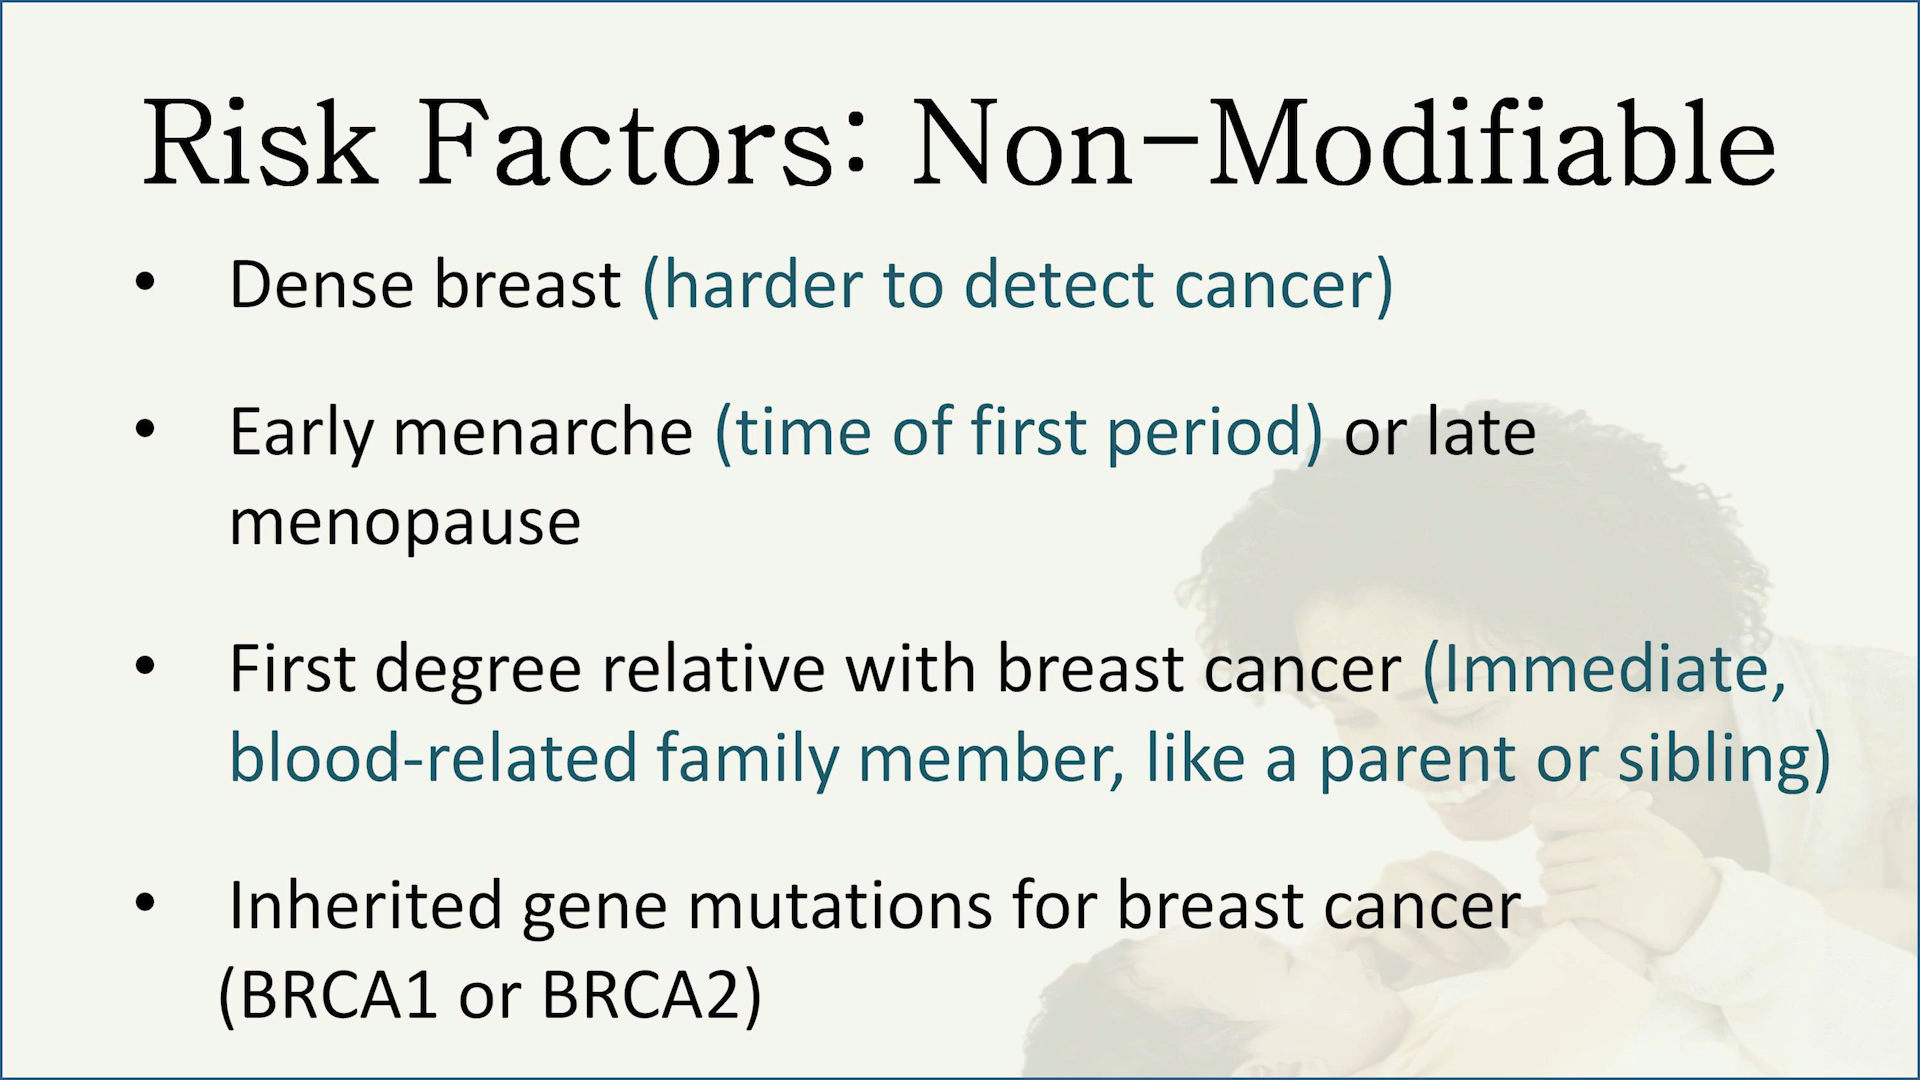 Risk Factors: Non-Modifiable
• Dense breast (harder to detect cancer)
• Early menarche (time of first period) or late
menopause
• First degree relative with breast cancer (Immediate,
blood-related family member, like a parent or sibling)
• Inherited gene mutations for breast cancer
(BRCA1 or BRCA2)